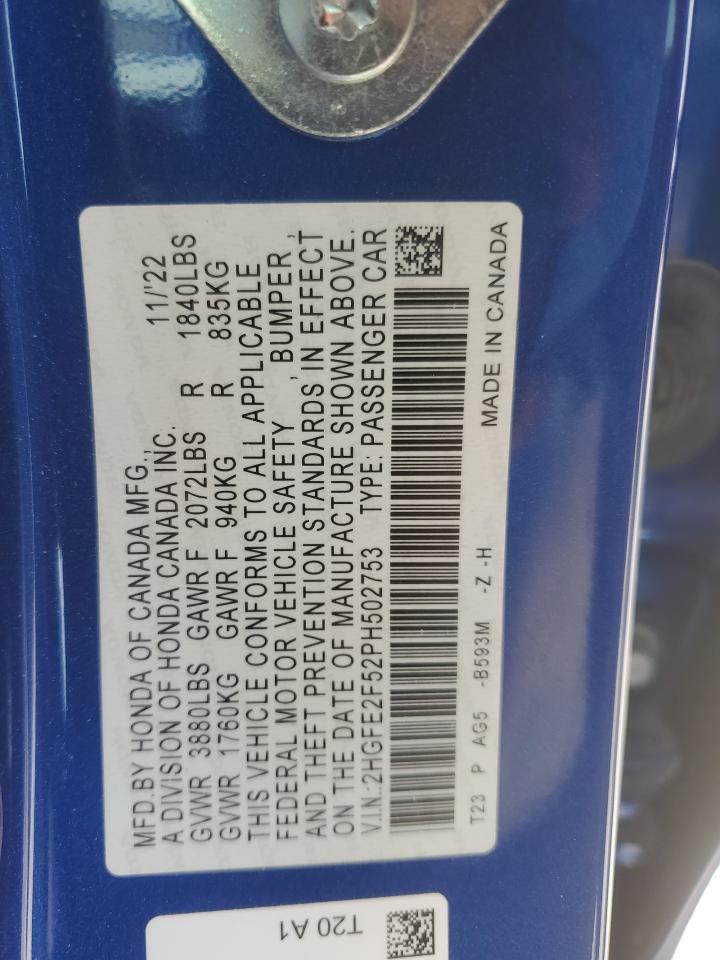 MFD.BY HONDA OF CANADA MFG., 11/'22
A DIVISION OF HONDA CANADA INC.
GVWR 3880LBS GAWR F 2072LBS R 1840LBS
GVWR 1760KG GAWR F 940KG R 835KG
THIS VEHICLE CONFORMS TO ALL APPLICABLE
FEDERAL MOTOR VEHICLE SAFETY , BUMPER ,
AND THEFT PREVENTION STANDARDS IN EFFECT
ON THE DATE OF MANUFACTURE SHOWN ABOVE.
V.I.N.:2HGFE2F52PH502753 TYPE: PASSENGER CAR
T23 P AG5 -B593M -Z -H MADE IN CANADA
T20 A1